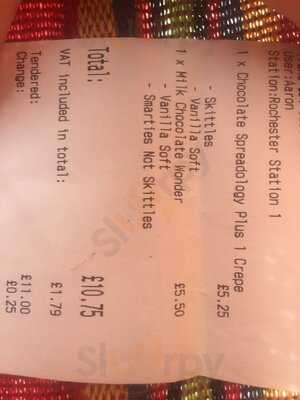 User:Aaron
Station:Rochester Station 1
1 x Chocolate Spreadology Plus 1 Crepe
£5.25
- Skittles
- Vanilla Soft
1 x Milk Chocolate Wonder
£5.50
- Vanilla Soft
- Smarties Not Skittles
Total: £10.75
VAT included in total: £1.79
Tendered: £11.00
Change: £0.25